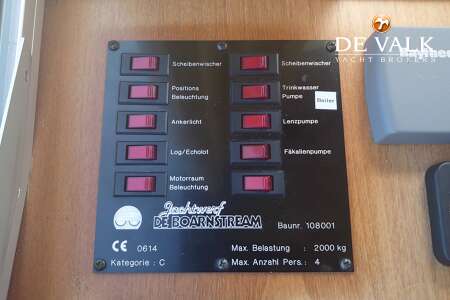 DE VALK
YACHT BROKERS
Raytheon
Scheibenwischer
Scheibenwischer
Positions
Beleuchtung
Trinkwasser
Pumpe
Boiler
Ankerlicht
Lenzpumpe
Log/Echolot
Fäkalienpumpe
Motorraum
Beleuchtung
Jachtwerf
DE BOARNSTREAM
Baunr. 108001
CE 0614
Max. Belastung : 2000 kg
Kategorie : C
Max. Anzahl Pers. : 4